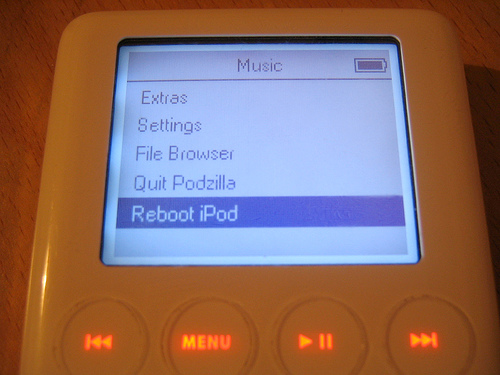 Music
Extras
Settings
File Browser
Quit Podzilla
Reboot iPod
MENU